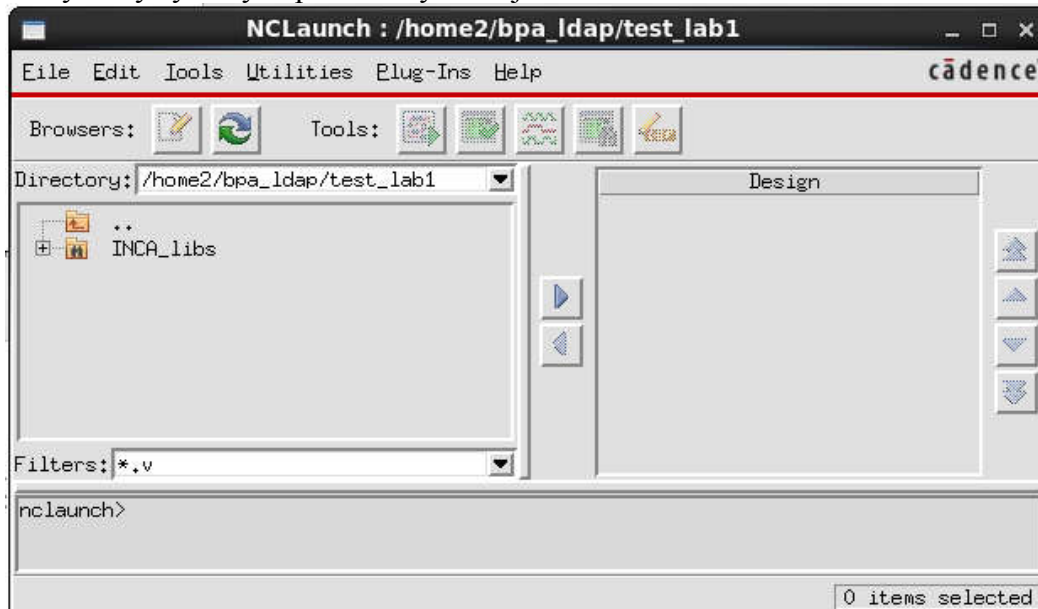 NCLaunch : /home2/bpa_ldap/test_lab1
File Edit Tools Utilities Plug-Ins Help cādence
Browsers: Tools:
Directory: /home2/bpa_ldap/test_lab1
Design
..
INCA_libs
Filters: *.v
nclaunch>
0 items selected